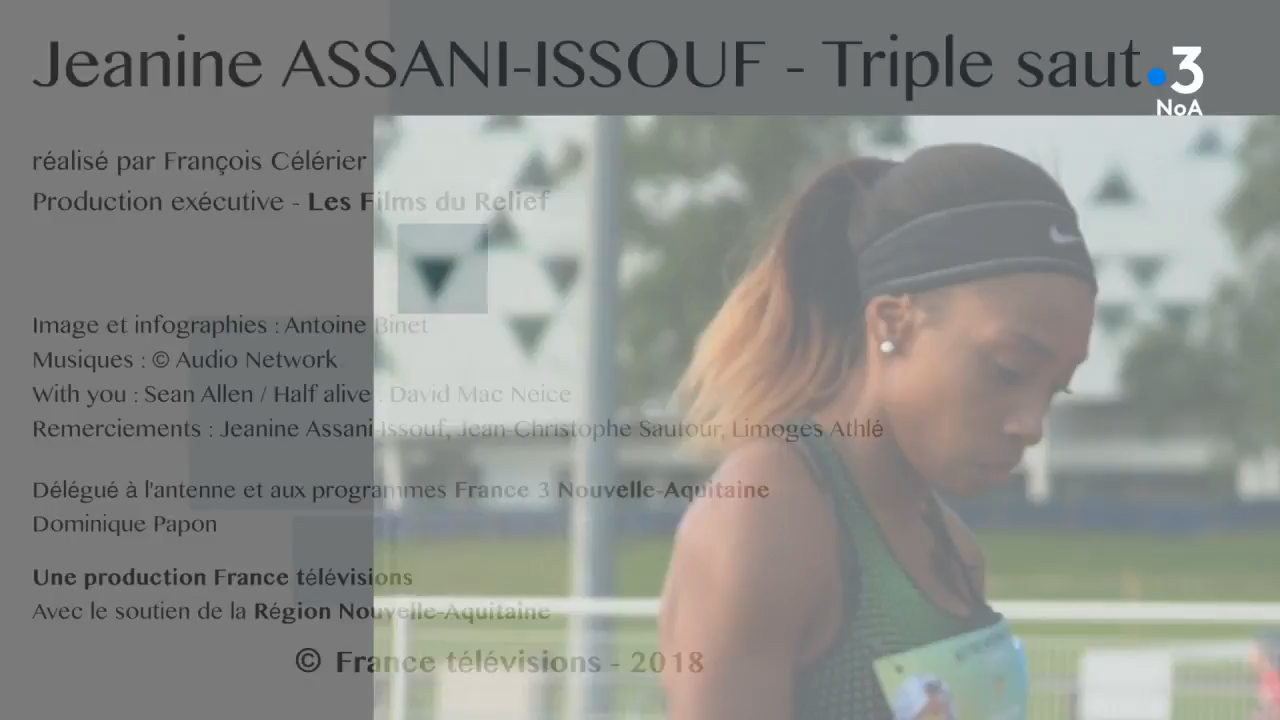 Jeanine ASSANI-ISSOUF - Triple saut
3
NoA
réalisé par François Célérier
Production exécutive - Les Films du Relief
Image et infographies : Antoine Binet
Musiques : © Audio Network
With you : Sean Allen / Half alive : David Mac Neice
Remerciements : Jeanine Assani-Issouf, Jean-Christophe Sautour, Limoges Athlé
Délégué à l'antenne et aux programmes France 3 Nouvelle-Aquitaine
Dominique Papon
Une production France télévisions
Avec le soutien de la Région Nouvelle-Aquitaine
© France télévisions - 2018